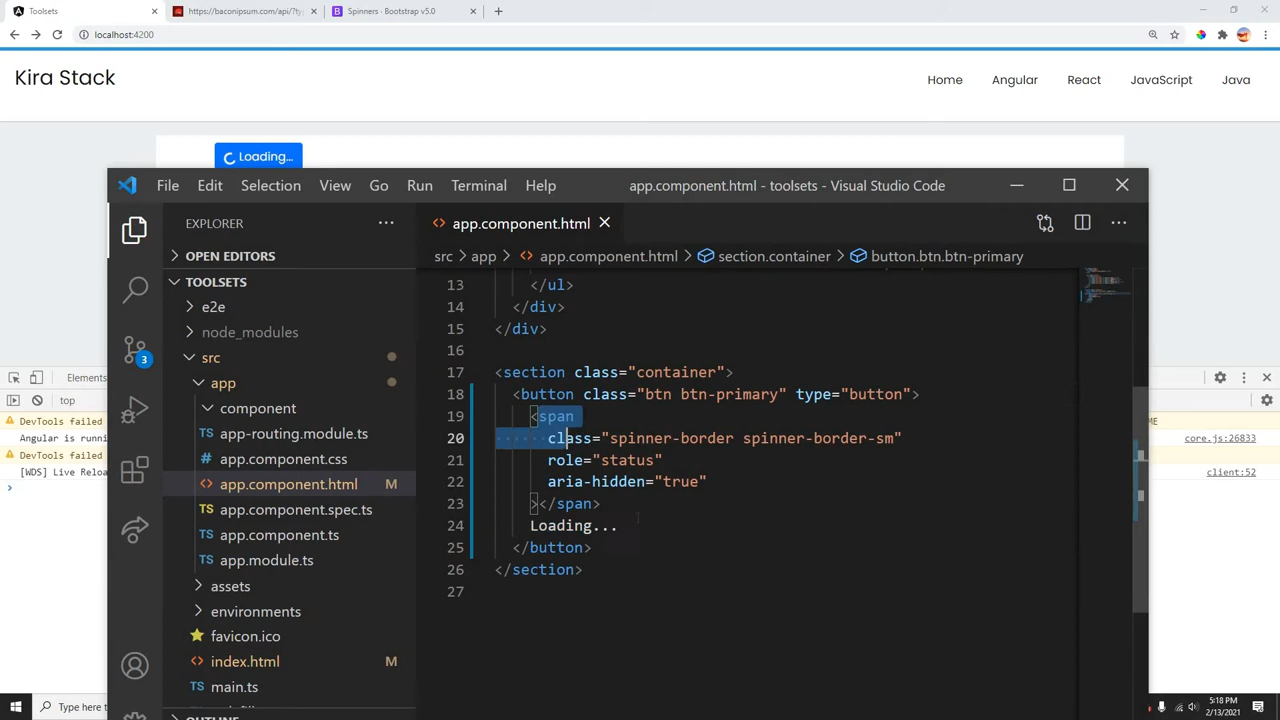 Toolsets
https://baconipsum.com/api/?ty
Spinners · Bootstrap v5.0
localhost:4200
Kira Stack
Home
Angular
React
JavaScript
Java
Loading...
File
Edit
Selection
View
Go
Run
Terminal
Help
app.component.html - toolsets - Visual Studio Code
EXPLORER
app.component.html
OPEN EDITORS
src > app > app.component.html > section.container > button.btn.btn-primary
TOOLSETS
e2e
node_modules
src
app
component
app-routing.module.ts
app.component.css
app.component.html M
app.component.spec.ts
app.component.ts
app.module.ts
assets
environments
favicon.ico
index.html M
main.ts
OUTLINE
3
13 </ul>
14 </div>
15 </div>
16
17 <section class="container">
18 <button class="btn btn-primary" type="button">
19 <span
20 class="spinner-border spinner-border-sm"
21 role="status"
22 aria-hidden="true"
23 ></span>
24 Loading...
25 </button>
26 </section>
27
Elements
top
DevTools failed
Angular is runni
DevTools failed
[WDS] Live Reloa
ME
core.js:26833
client:52
Type here t
5:18 PM
2/13/2021